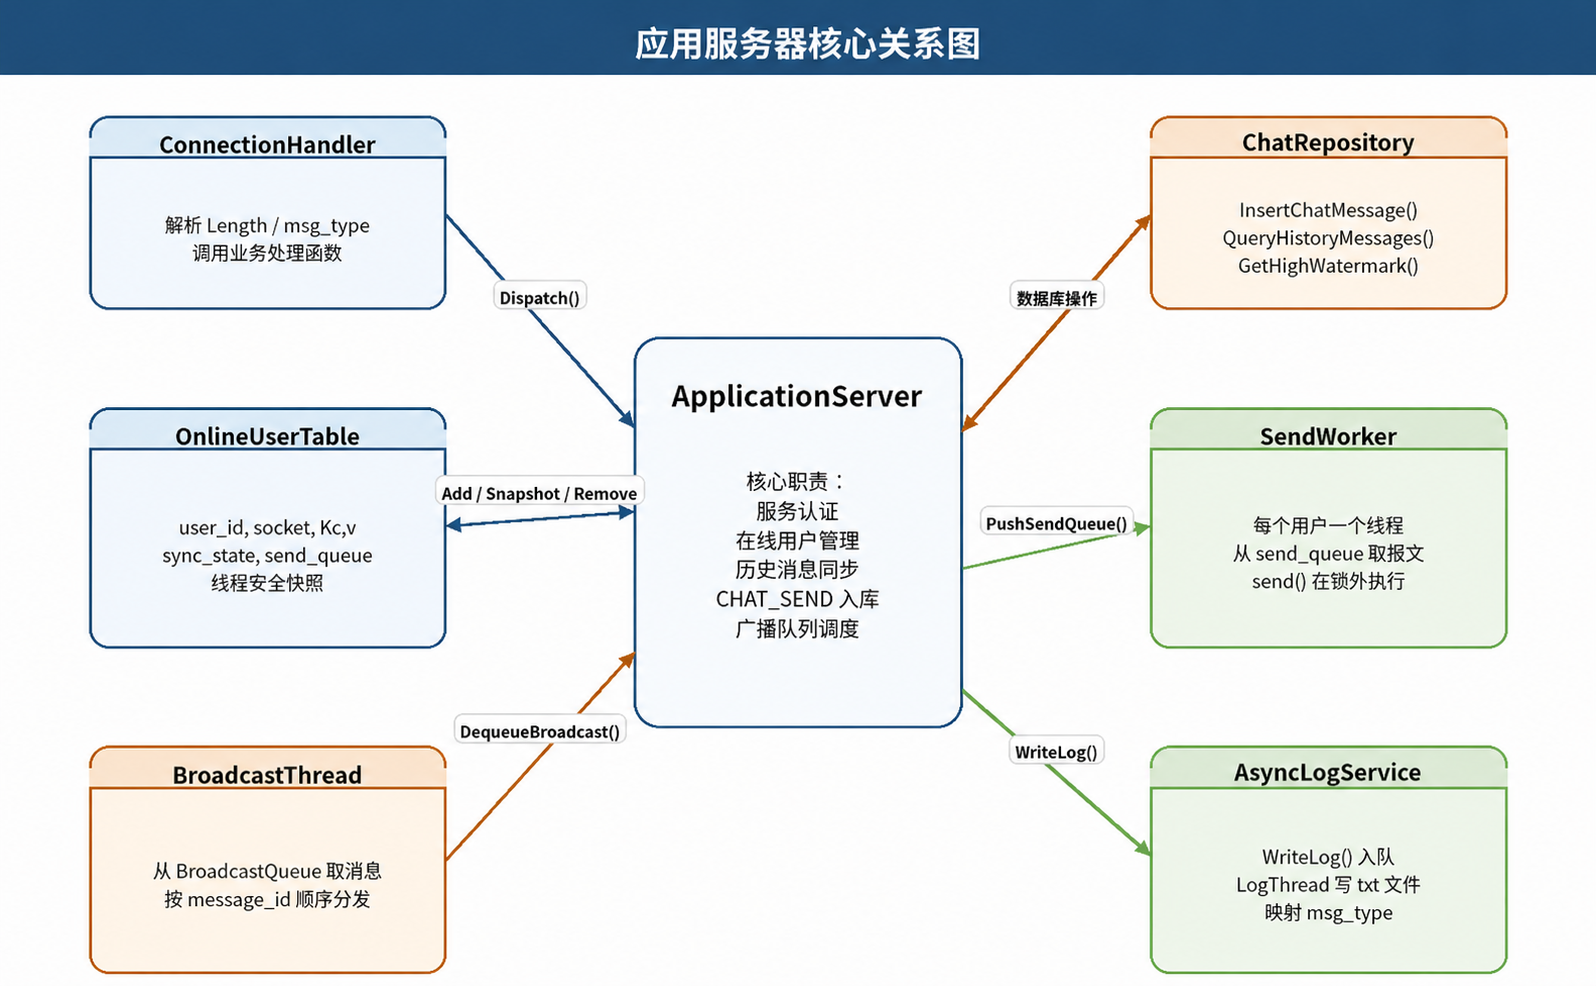 应用服务器核心关系图
ConnectionHandler
解析 Length / msg_type
调用业务处理函数
Dispatch()
OnlineUserTable
user_id, socket, Kc,v
sync_state, send_queue
线程安全快照
Add / Snapshot / Remove
BroadcastThread
从 BroadcastQueue 取消息
按 message_id 顺序分发
DequeueBroadcast()
ApplicationServer
核心职责：
服务认证
在线用户管理
历史消息同步
CHAT_SEND 入库
广播队列调度
ChatRepository
InsertChatMessage()
QueryHistoryMessages()
GetHighWatermark()
数据库操作
SendWorker
每个用户一个线程
从 send_queue 取报文
send() 在锁外执行
PushSendQueue()
AsyncLogService
WriteLog() 入队
LogThread 写 txt 文件
映射 msg_type
WriteLog()